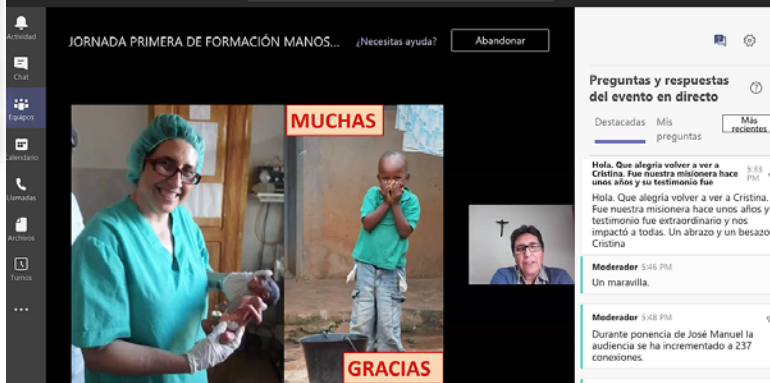 Actividad
Chat
Equipos
Calendario
Llamadas
Archivos
Turnos
JORNADA PRIMERA DE FORMACIÓN MANOS...
¿Necesitas ayuda?
Abandonar
MUCHAS
GRACIAS
Preguntas y respuestas
del evento en directo
Destacadas
Mis
preguntas
Más
recientes
Hola. Que alegria volver a ver a
Cristina. Fue nuestra misionera hace
unos años y su testimonio fue
5:33
PM
Hola. Que alegria volver a ver a Cristina.
Fue nuestra misionera hace unos años y
testimonio fue extraordinario y nos
impactó a todas. Un abrazo y un besazo
Cristina
Moderador 5:46 PM
Un maravilla.
Moderador 5:48 PM
Durante ponencia de José Manuel la
audiencia se ha incrementado a 237
conexiones.